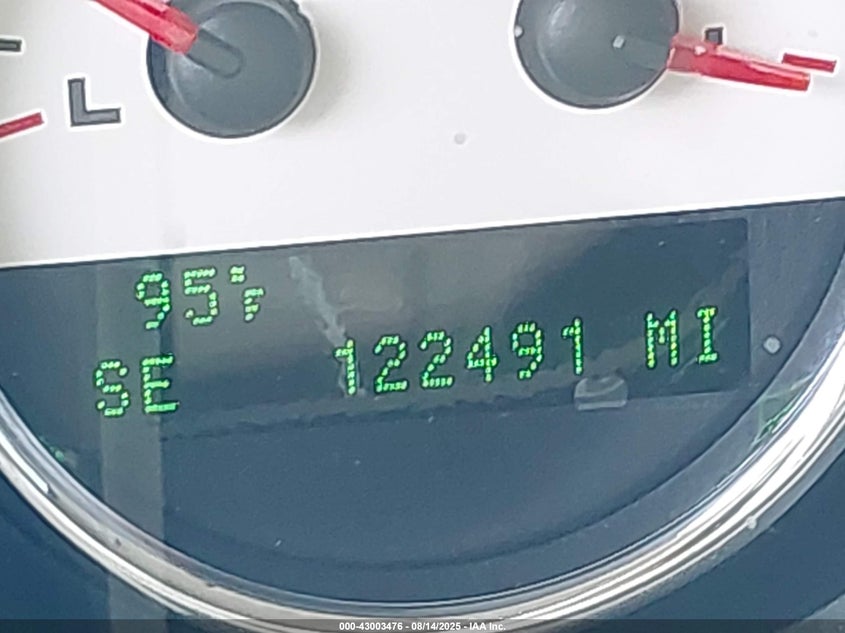 L
95°F
SE 122491 MI
000-43003476 - 08/14/2025 - IAA Inc.